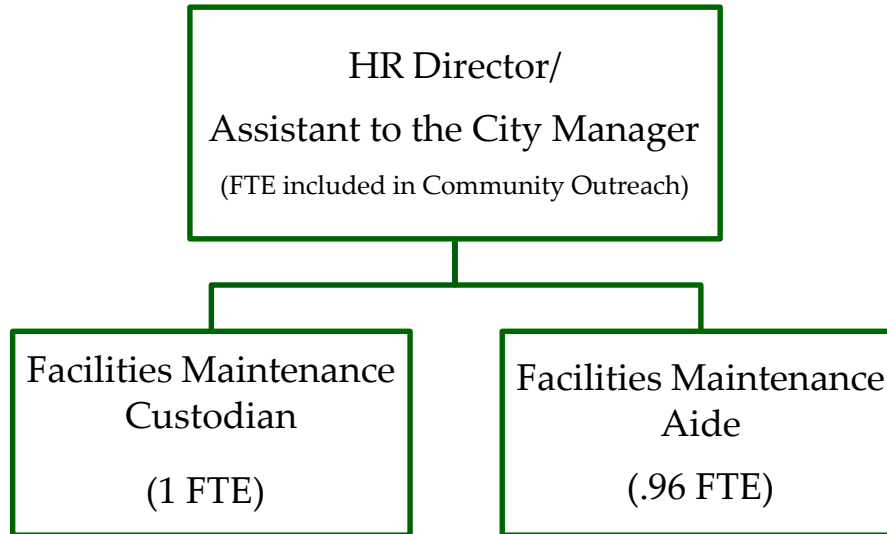 HR Director/
Assistant to the City Manager
(FTE included in Community Outreach)
Facilities Maintenance
Custodian
(1 FTE)
Facilities Maintenance
Aide
(.96 FTE)